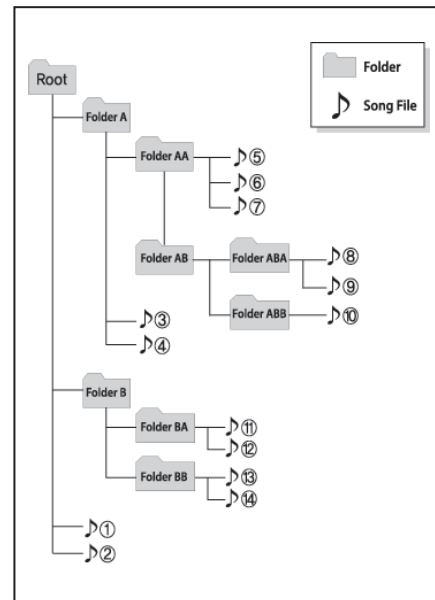 Root
Folder
Song File
Folder A
Folder AA
⑤
⑥
⑦
Folder AB
Folder ABA
⑧
⑨
Folder ABB
⑩
③
④
Folder B
Folder BA
⑪
⑫
Folder BB
⑬
⑭
①
②